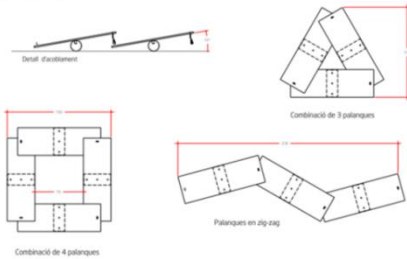 Detall d'acoblament
Combinació de 3 palanques
Combinació de 4 palanques
Palanques en zig-zag